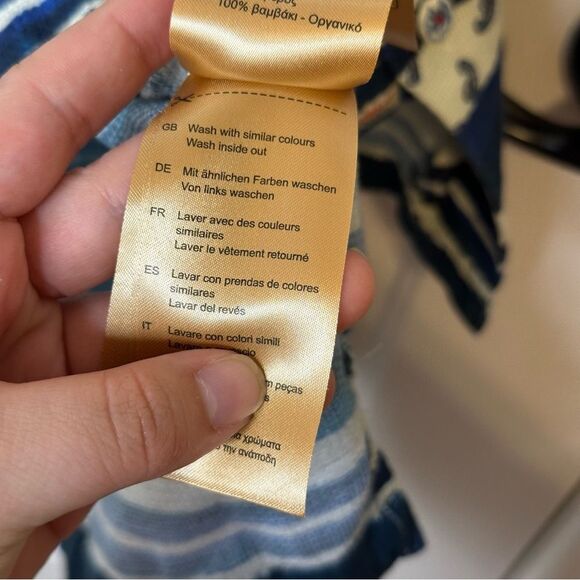 100% βαμβάκι - Οργανικό
GB Wash with similar colours
Wash inside out
DE Mit ähnlichen Farben waschen
Von links waschen
FR Laver avec des couleurs
similaires
Laver le vêtement retourné
ES Lavar con prendas de colores
similares
Lavar del revés
IT Lavare con colori simili
Lavare
peças
χρώματα
την ανάποδη